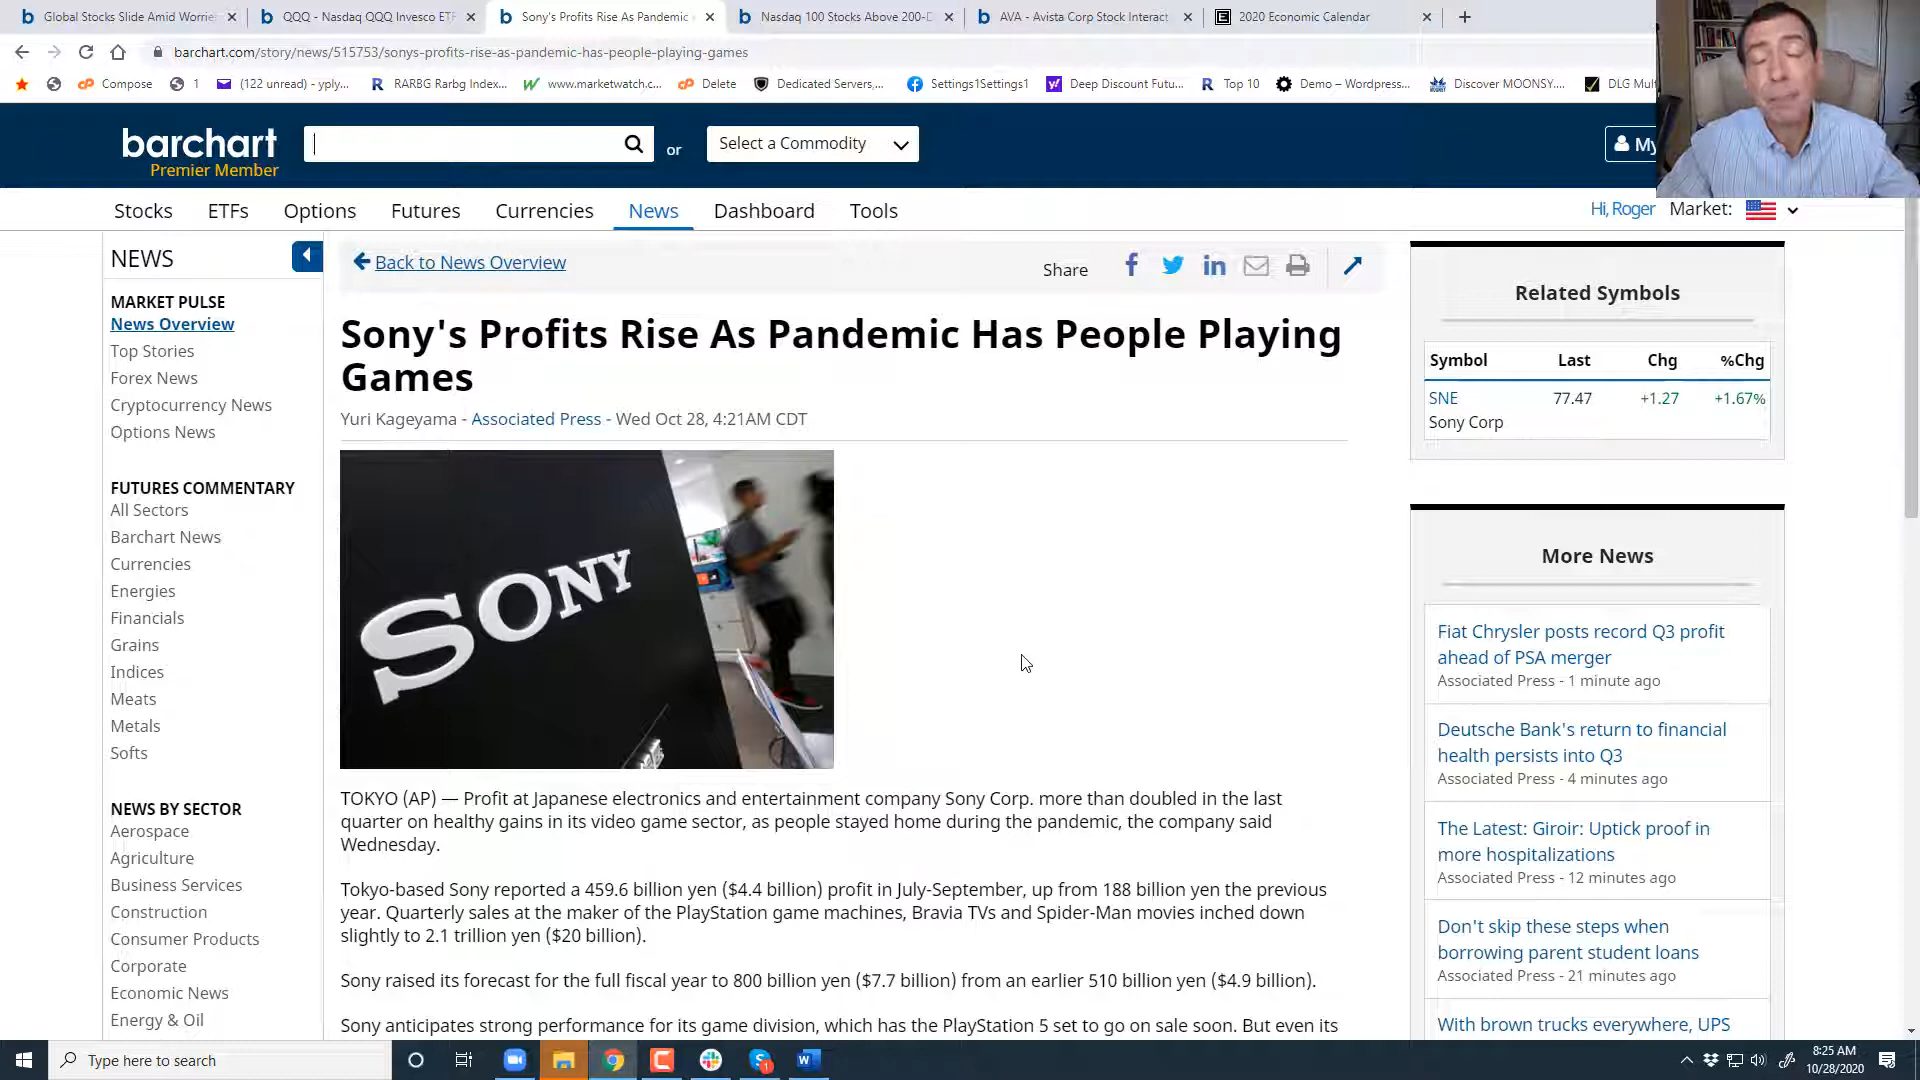 Global Stocks Slide Amid Worrie
QQQ - Nasdaq QQQ Invesco ETF
Sony's Profits Rise As Pandemic
Nasdaq 100 Stocks Above 200-D
AVA - Avista Corp Stock Interact
2020 Economic Calendar
barchart.com/story/news/515753/sonys-profits-rise-as-pandemic-has-people-playing-games
Compose
1
(122 unread) - yply...
RARBG Rarbg Index...
www.marketwatch.c...
Delete
Dedicated Servers,...
Settings1Settings1
Deep Discount Futu...
Top 10
Demo – Wordpress...
Discover MOONSY....
DLG Mul
barchart
Premier Member
or
Select a Commodity
My
Stocks
ETFs
Options
Futures
Currencies
News
Dashboard
Tools
Hi, Roger
Market:
NEWS
MARKET PULSE
News Overview
Top Stories
Forex News
Cryptocurrency News
Options News
FUTURES COMMENTARY
All Sectors
Barchart News
Currencies
Energies
Financials
Grains
Indices
Meats
Metals
Softs
NEWS BY SECTOR
Aerospace
Agriculture
Business Services
Construction
Consumer Products
Corporate
Economic News
Energy & Oil
Back to News Overview
Share
Sony's Profits Rise As Pandemic Has People Playing
Games
Yuri Kageyama - Associated Press - Wed Oct 28, 4:21AM CDT
SONY
TOKYO (AP) — Profit at Japanese electronics and entertainment company Sony Corp. more than doubled in the last
quarter on healthy gains in its video game sector, as people stayed home during the pandemic, the company said
Wednesday.
Tokyo-based Sony reported a 459.6 billion yen ($4.4 billion) profit in July-September, up from 188 billion yen the previous
year. Quarterly sales at the maker of the PlayStation game machines, Bravia TVs and Spider-Man movies inched down
slightly to 2.1 trillion yen ($20 billion).
Sony raised its forecast for the full fiscal year to 800 billion yen ($7.7 billion) from an earlier 510 billion yen ($4.9 billion).
Sony anticipates strong performance for its game division, which has the PlayStation 5 set to go on sale soon. But even its
Related Symbols
Symbol Last Chg %Chg
SNE 77.47 +1.27 +1.67%
Sony Corp
More News
Fiat Chrysler posts record Q3 profit
ahead of PSA merger
Associated Press - 1 minute ago
Deutsche Bank's return to financial
health persists into Q3
Associated Press - 4 minutes ago
The Latest: Giroir: Uptick proof in
more hospitalizations
Associated Press - 12 minutes ago
Don't skip these steps when
borrowing parent student loans
Associated Press - 21 minutes ago
With brown trucks everywhere, UPS
Type here to search
8:25 AM
10/28/2020